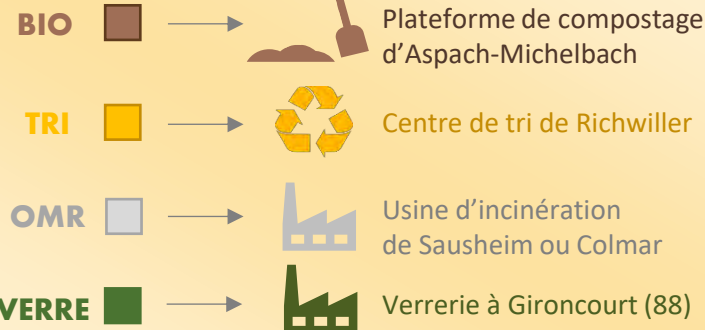 BIO
Plateforme de compostage
d’Aspach-Michelbach
TRI
Centre de tri de Richwiller
OMR
Usine d’incinération
de Sausheim ou Colmar
VERRE
Verrerie à Gironcourt (88)